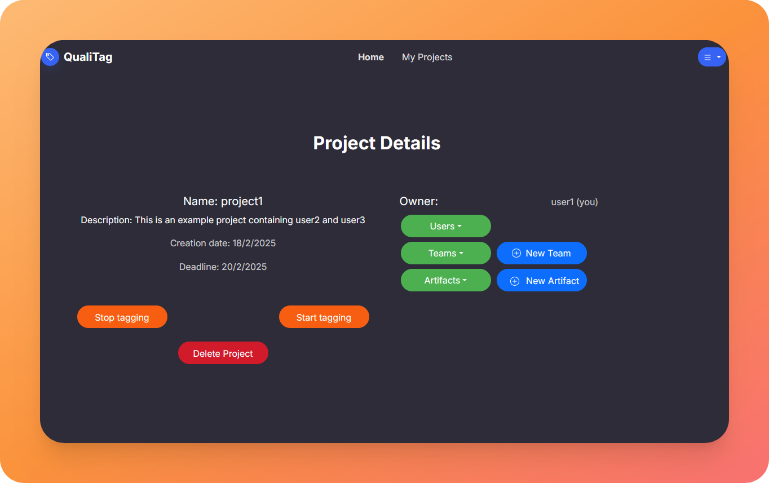 QualiTag
Home
My Projects
Project Details
Name: project1
Description: This is an example project containing user2 and user3
Creation date: 18/2/2025
Deadline: 20/2/2025
Stop tagging
Start tagging
Delete Project
Owner:
user1 (you)
Users
Teams
New Team
Artifacts
New Artifact